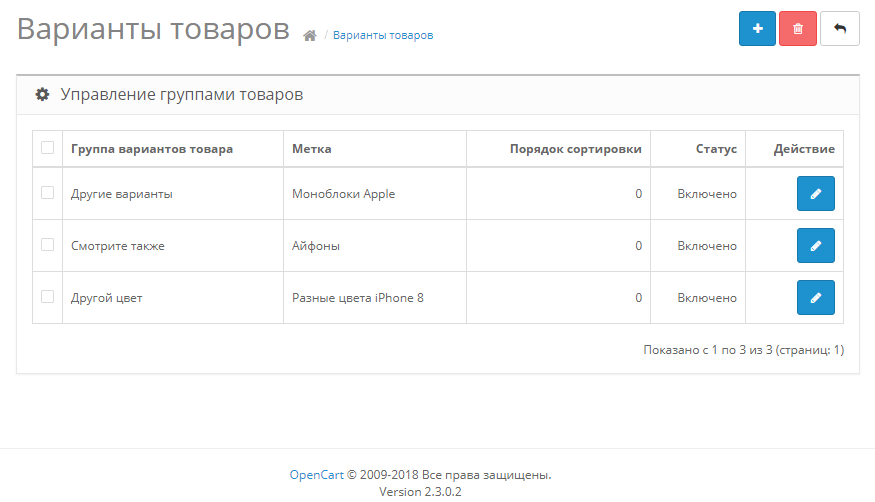 Варианты товаров / Варианты товаров
Управление группами товаров
Группа вариантов товара Метка Порядок сортировки Статус Действие
Другие варианты Моноблоки Apple 0 Включено
Смотрите также Айфоны 0 Включено
Другой цвет Разные цвета iPhone 8 0 Включено
Показано с 1 по 3 из 3 (страниц: 1)
OpenCart © 2009-2018 Все права защищены.
Version 2.3.0.2